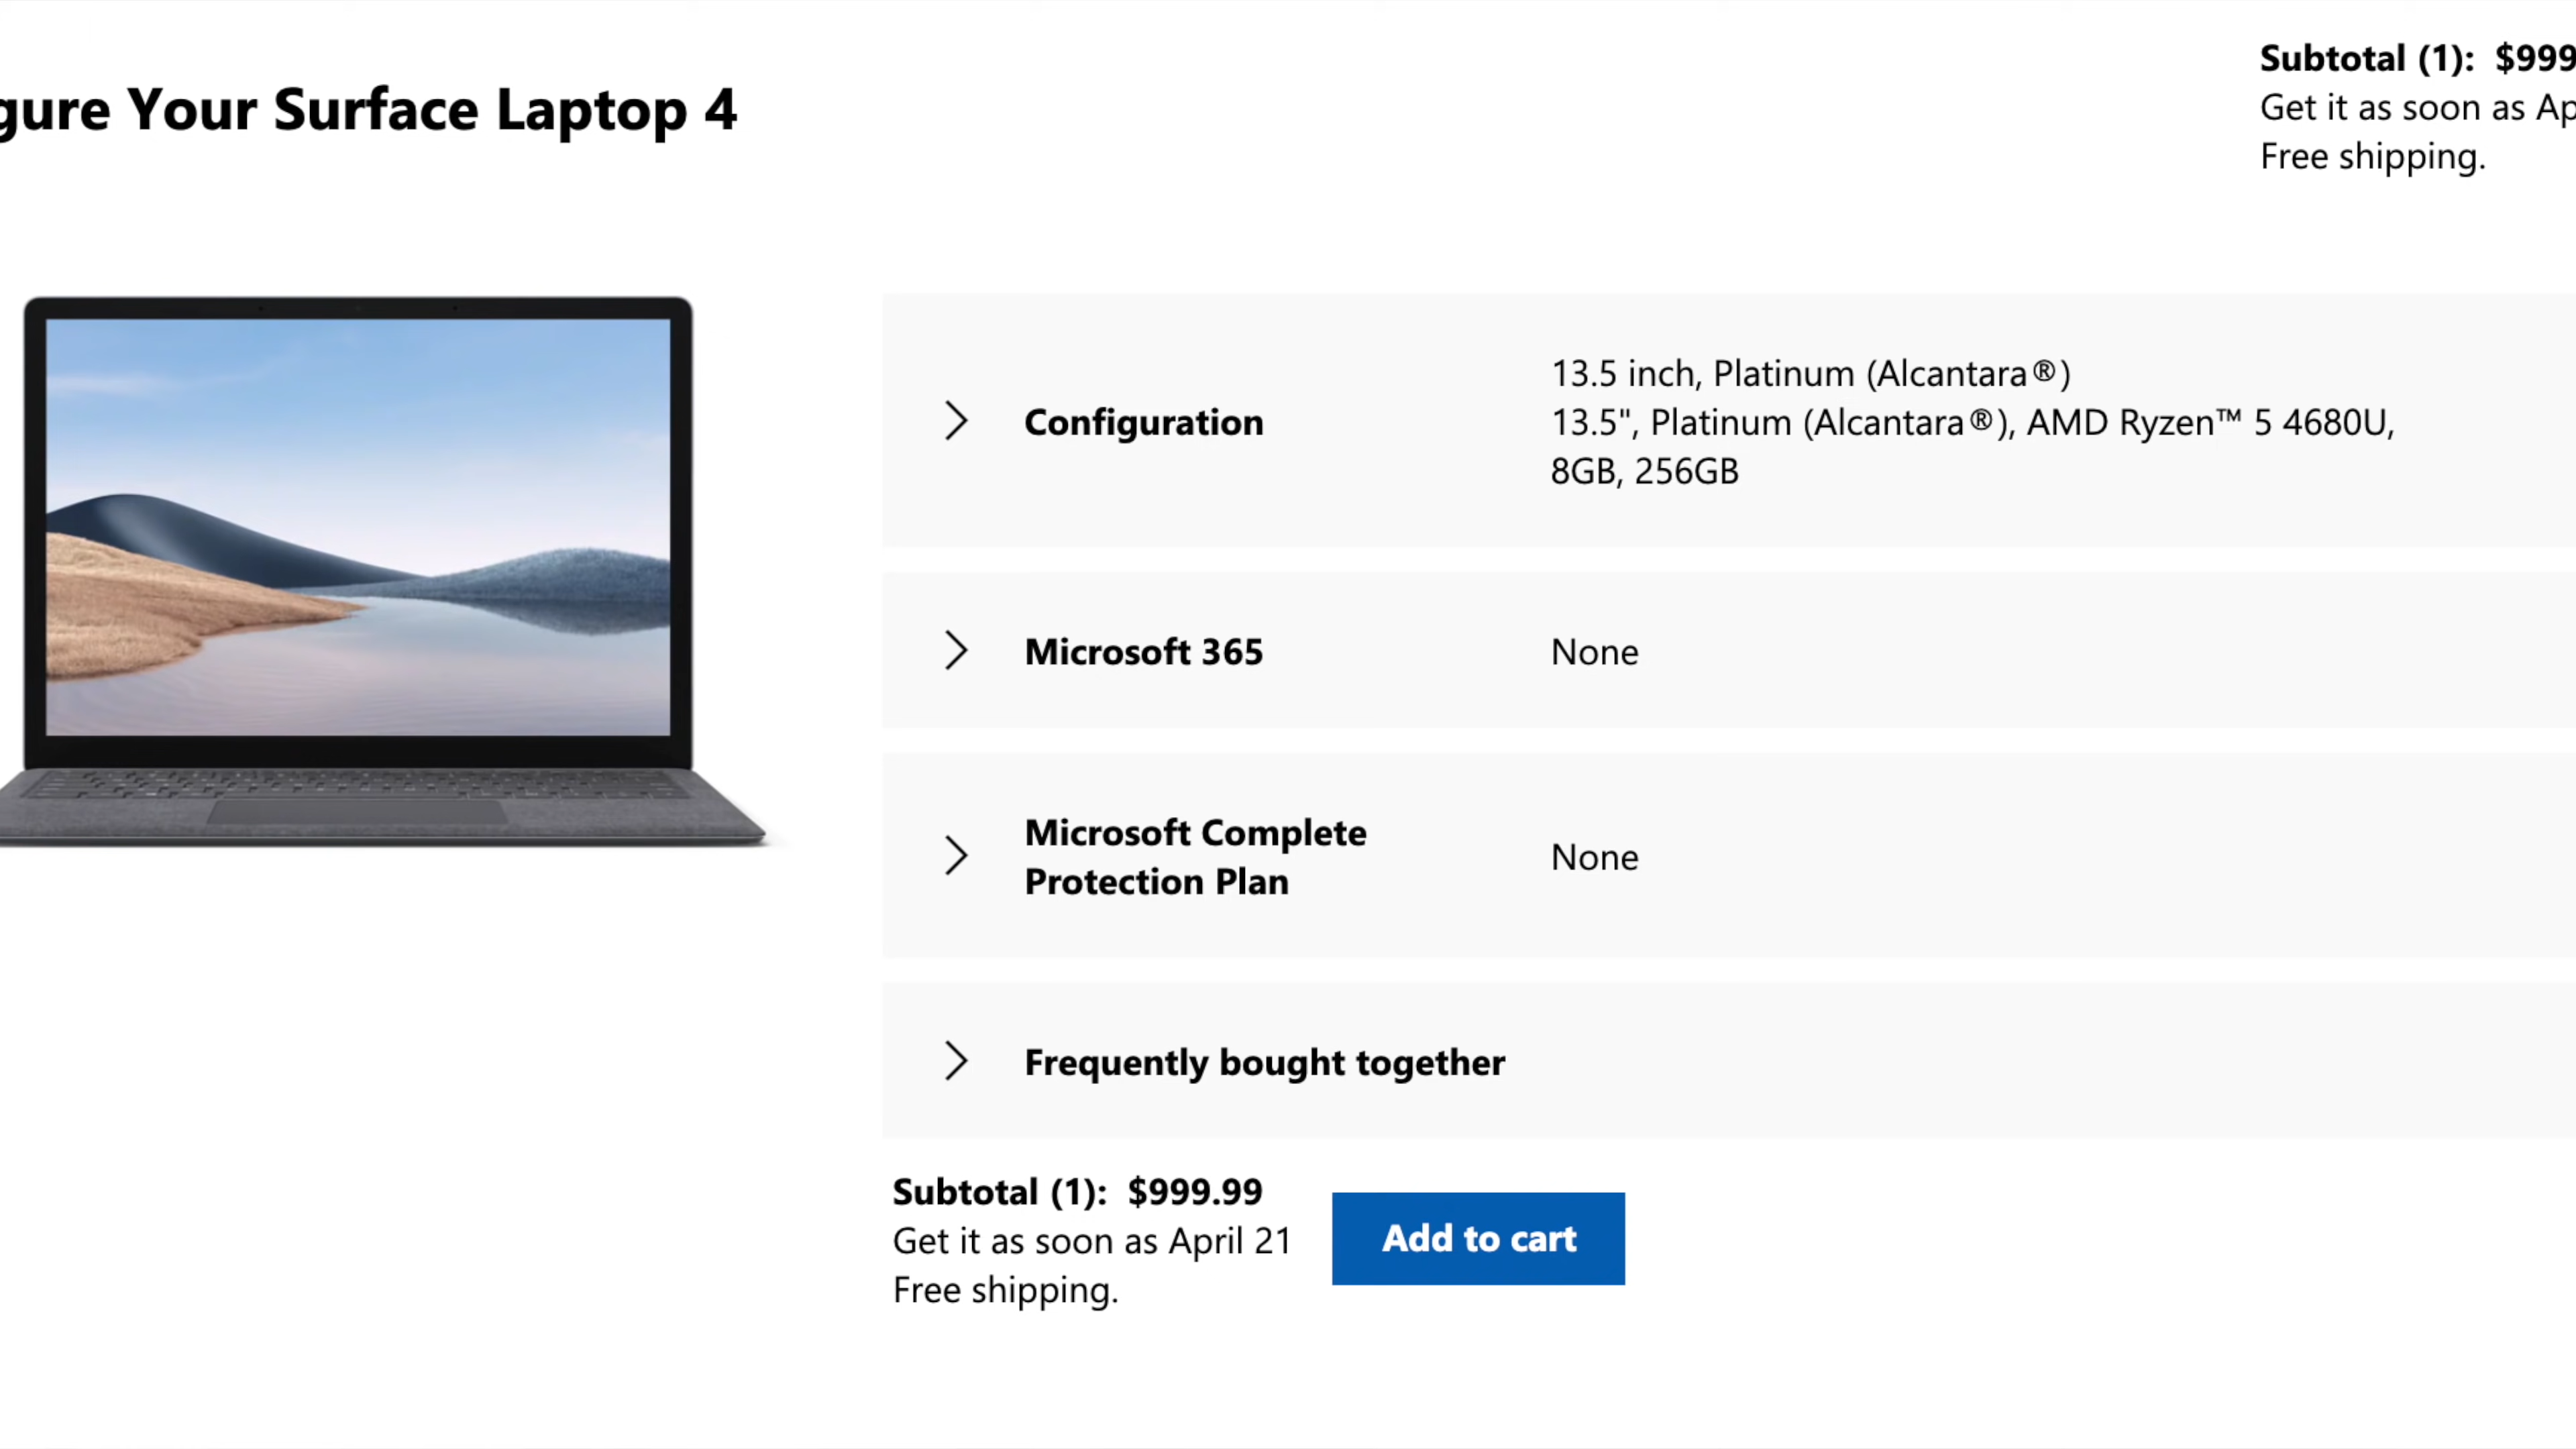 gure Your Surface Laptop 4
Subtotal (1): $999
Get it as soon as Ap
Free shipping.
Configuration
13.5 inch, Platinum (Alcantara®)
13.5", Platinum (Alcantara®), AMD Ryzen™ 5 4680U,
8GB, 256GB
Microsoft 365
None
Microsoft Complete
Protection Plan
None
Frequently bought together
Subtotal (1): $999.99
Get it as soon as April 21
Free shipping.
Add to cart